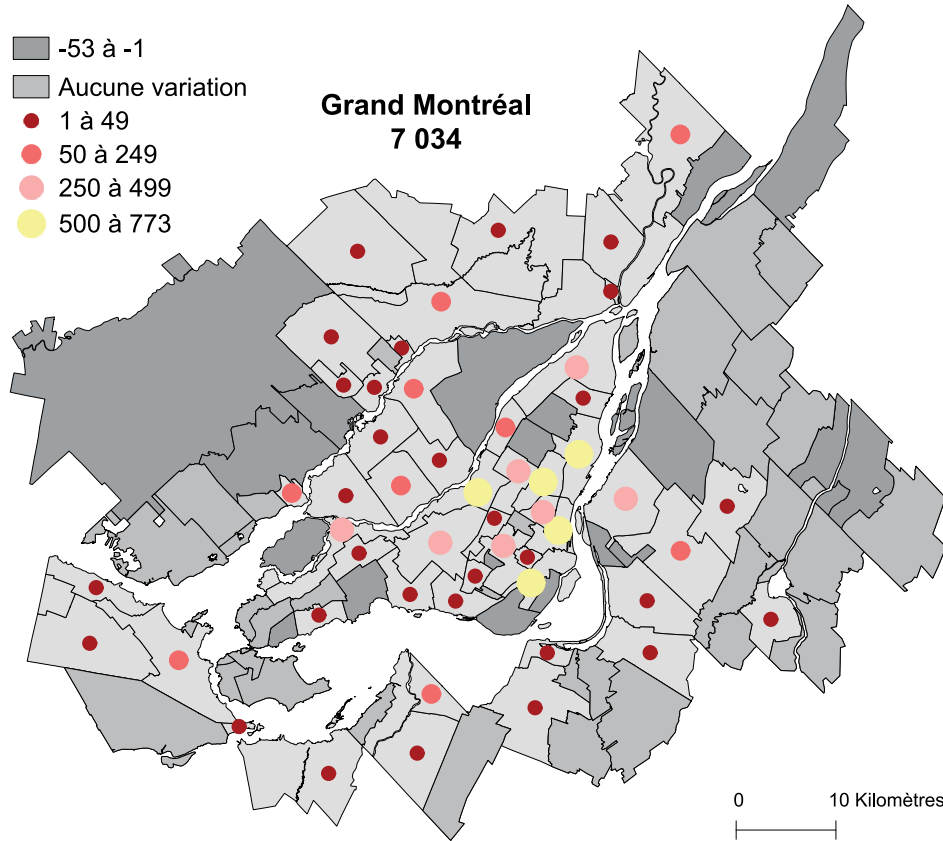 -53 à -1
Aucune variation
1 à 49
50 à 249
250 à 499
500 à 773
Grand Montréal
7 034
0 10 Kilomètres